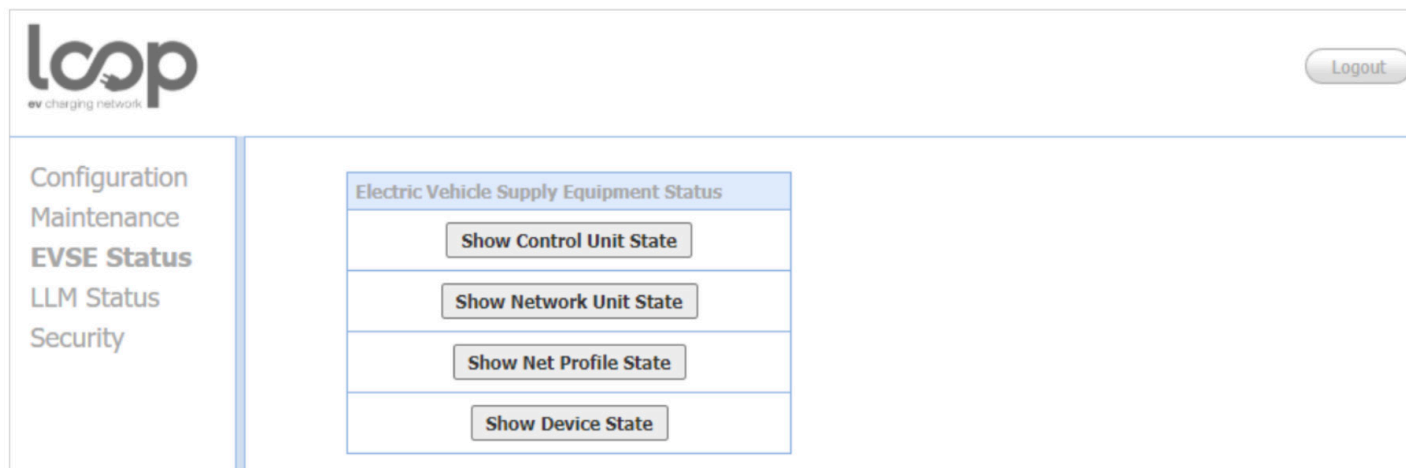 loop
ev charging network
Logout
Configuration
Maintenance
EVSE Status
LLM Status
Security
Electric Vehicle Supply Equipment Status
Show Control Unit State
Show Network Unit State
Show Net Profile State
Show Device State